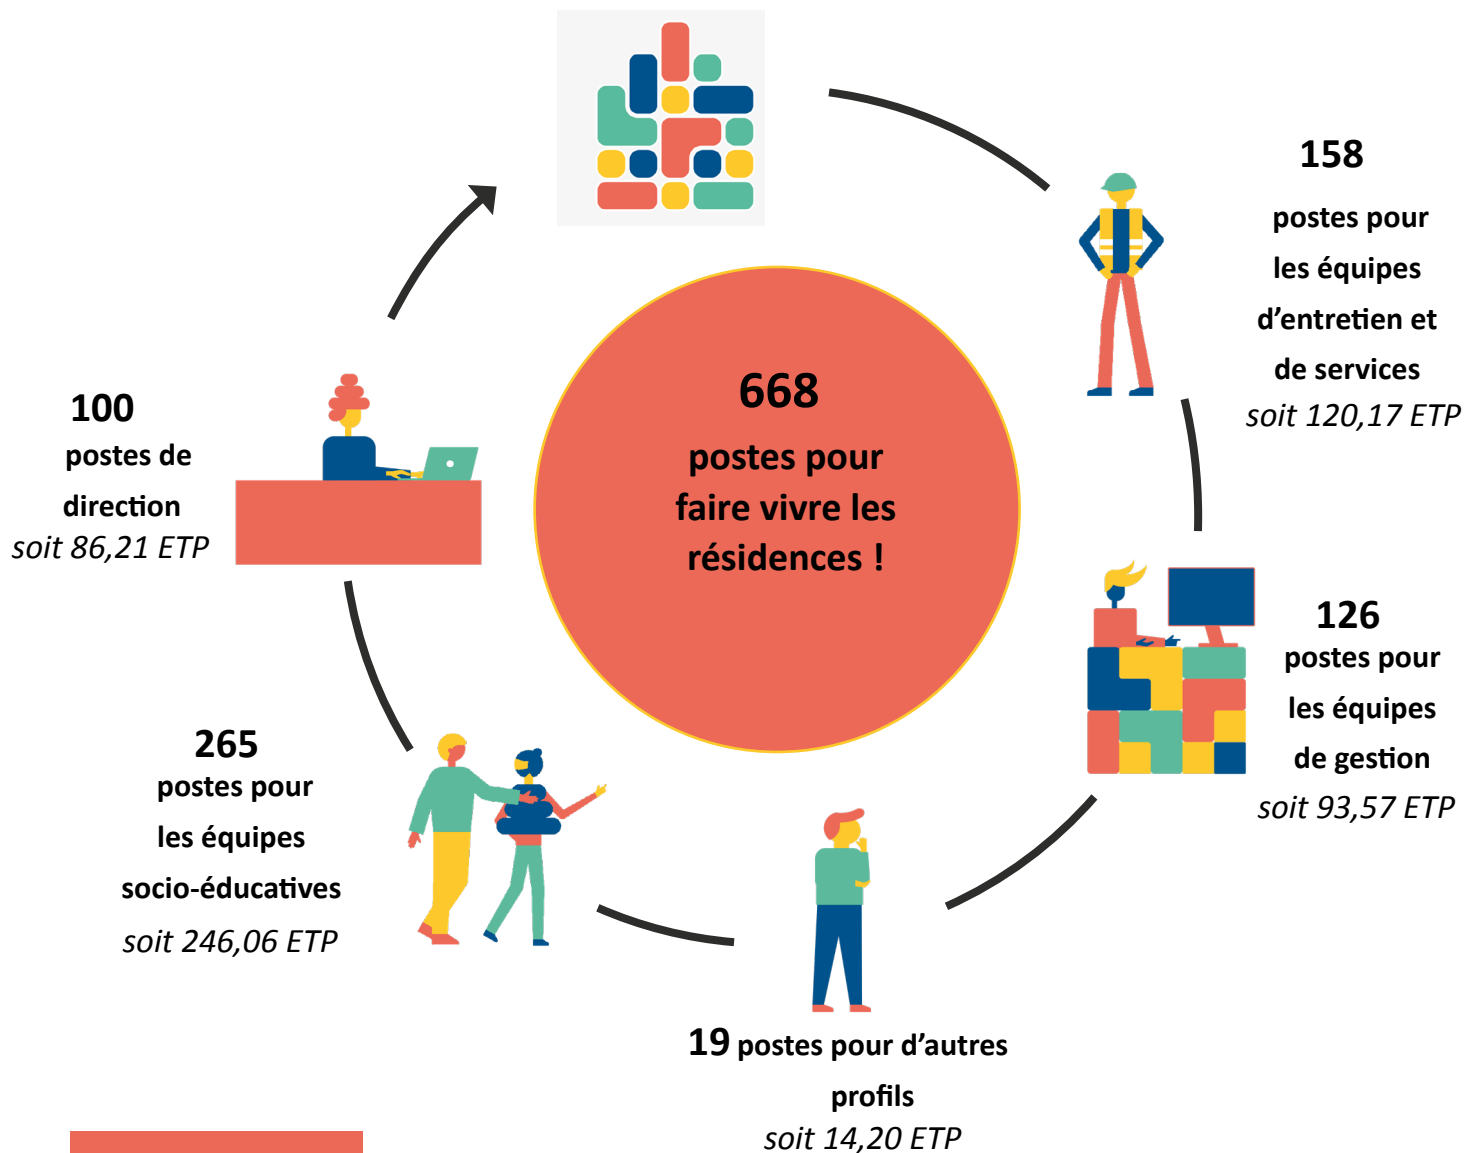 668
postes pour
faire vivre les
résidences !
158
postes pour
les équipes
d’entretien et
de services
soit 120,17 ETP
126
postes pour
les équipes
de gestion
soit 93,57 ETP
19 postes pour d’autres
profils
soit 14,20 ETP
265
postes pour
les équipes
socio-éducatives
soit 246,06 ETP
100
postes de
direction
soit 86,21 ETP